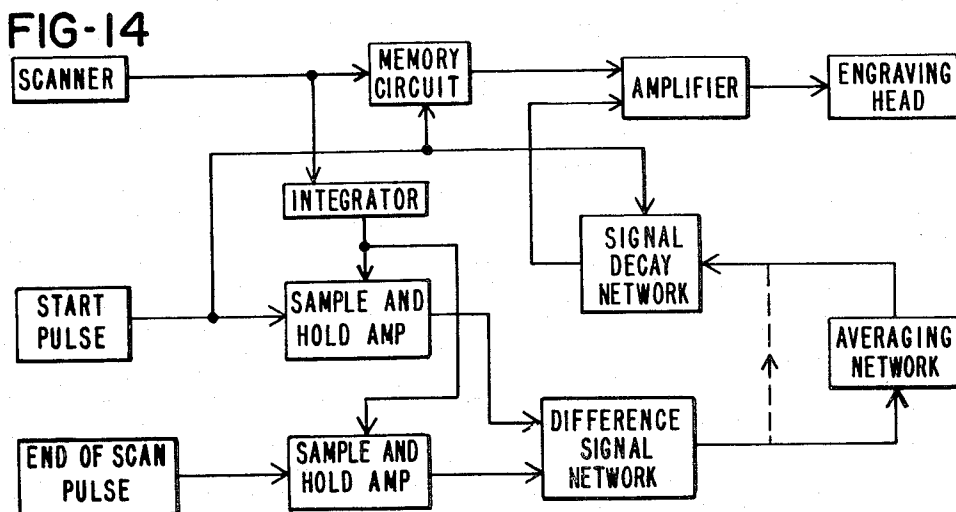 FIG-14
SCANNER
MEMORY
CIRCUIT
AMPLIFIER
ENGRAVING
HEAD
INTEGRATOR
SIGNAL
DECAY
NETWORK
START
PULSE
SAMPLE AND
HOLD AMP
AVERAGING
NETWORK
DIFFERENCE
SIGNAL
NETWORK
END OF SCAN
PULSE
SAMPLE AND
HOLD AMP